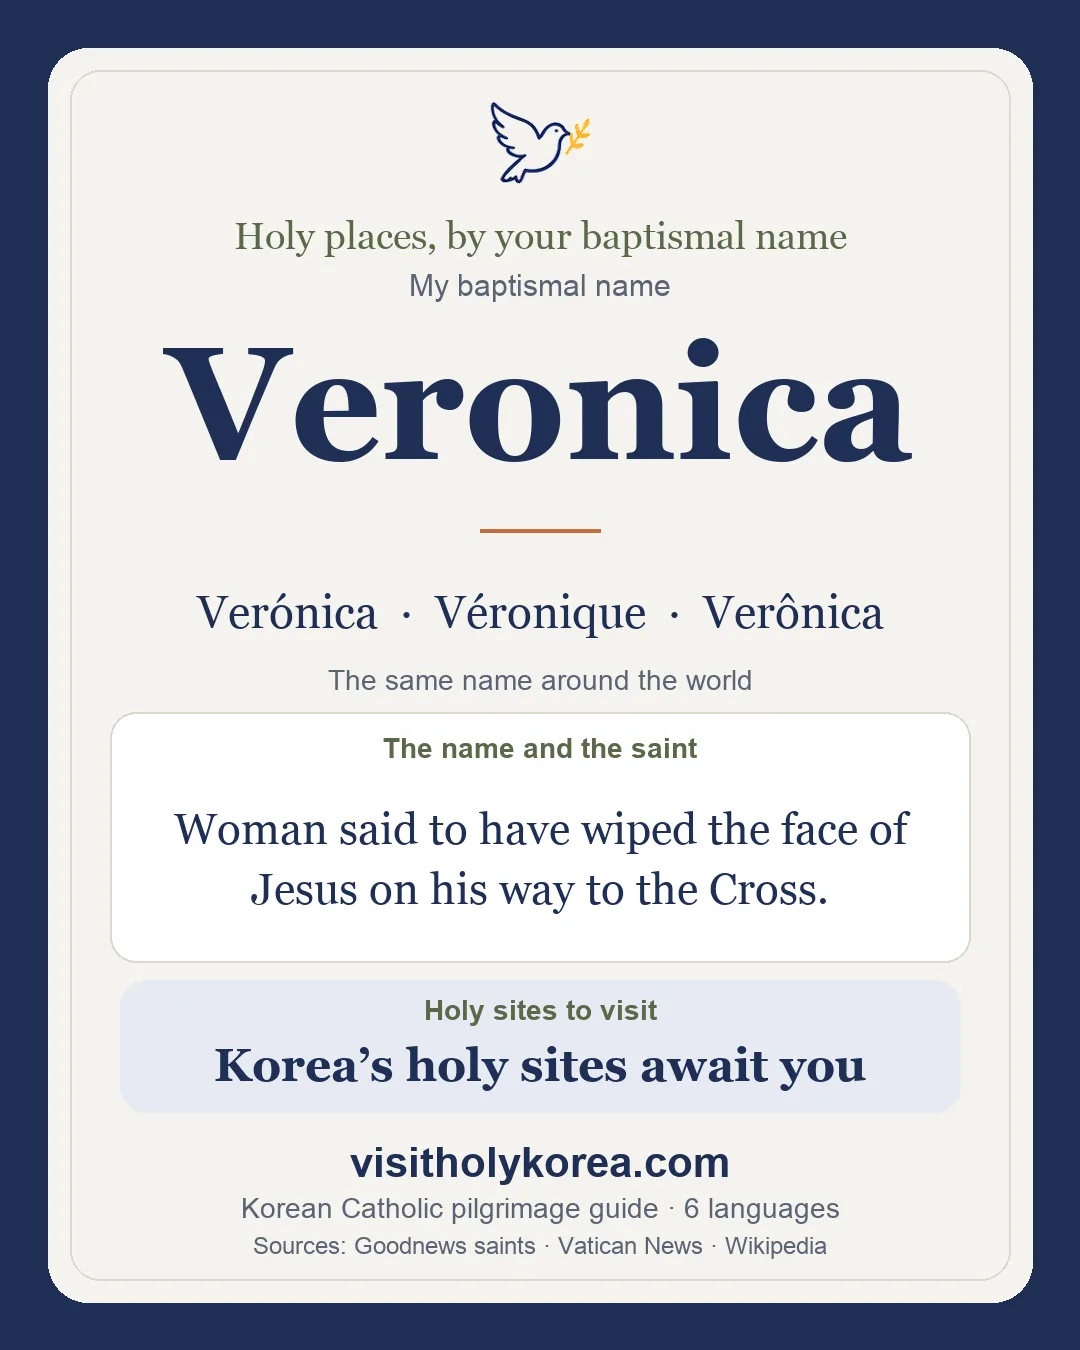 Holy places, by your baptismal name
My baptismal name
Veronica
Verónica · Véronique · Verônica
The same name around the world
The name and the saint
Woman said to have wiped the face of
Jesus on his way to the Cross.
Holy sites to visit
Korea’s holy sites await you
visitholykorea.com
Korean Catholic pilgrimage guide · 6 languages
Sources: Goodnews saints · Vatican News · Wikipedia